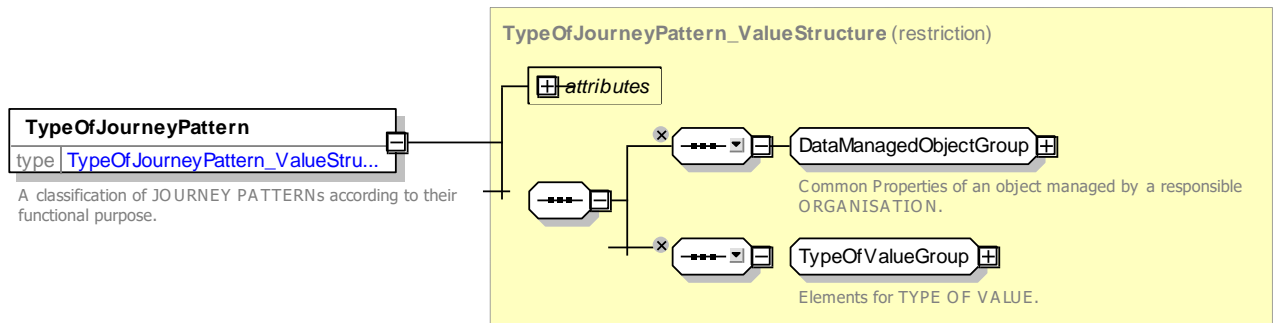 TypeOfJourneyPattern_ValueStructure (restriction)
attributes
TypeOfJourneyPattern
type TypeOfJourneyPattern_ValueStru...
A classification of JOURNEY PATTERNs according to their
functional purpose.
DataManagedObjectGroup
Common Properties of an object managed by a responsible
ORGANISATION.
TypeOfValueGroup
Elements for TYPE OF VALUE.